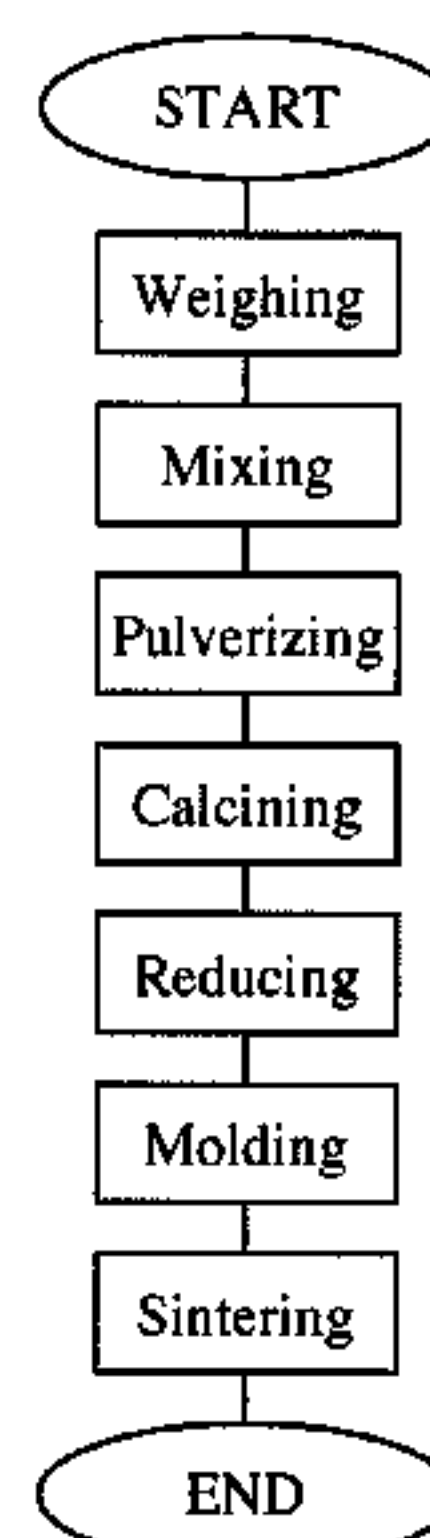 START
Weighing
Mixing
Pulverizing
Calcining
Reducing
Molding
Sintering
END